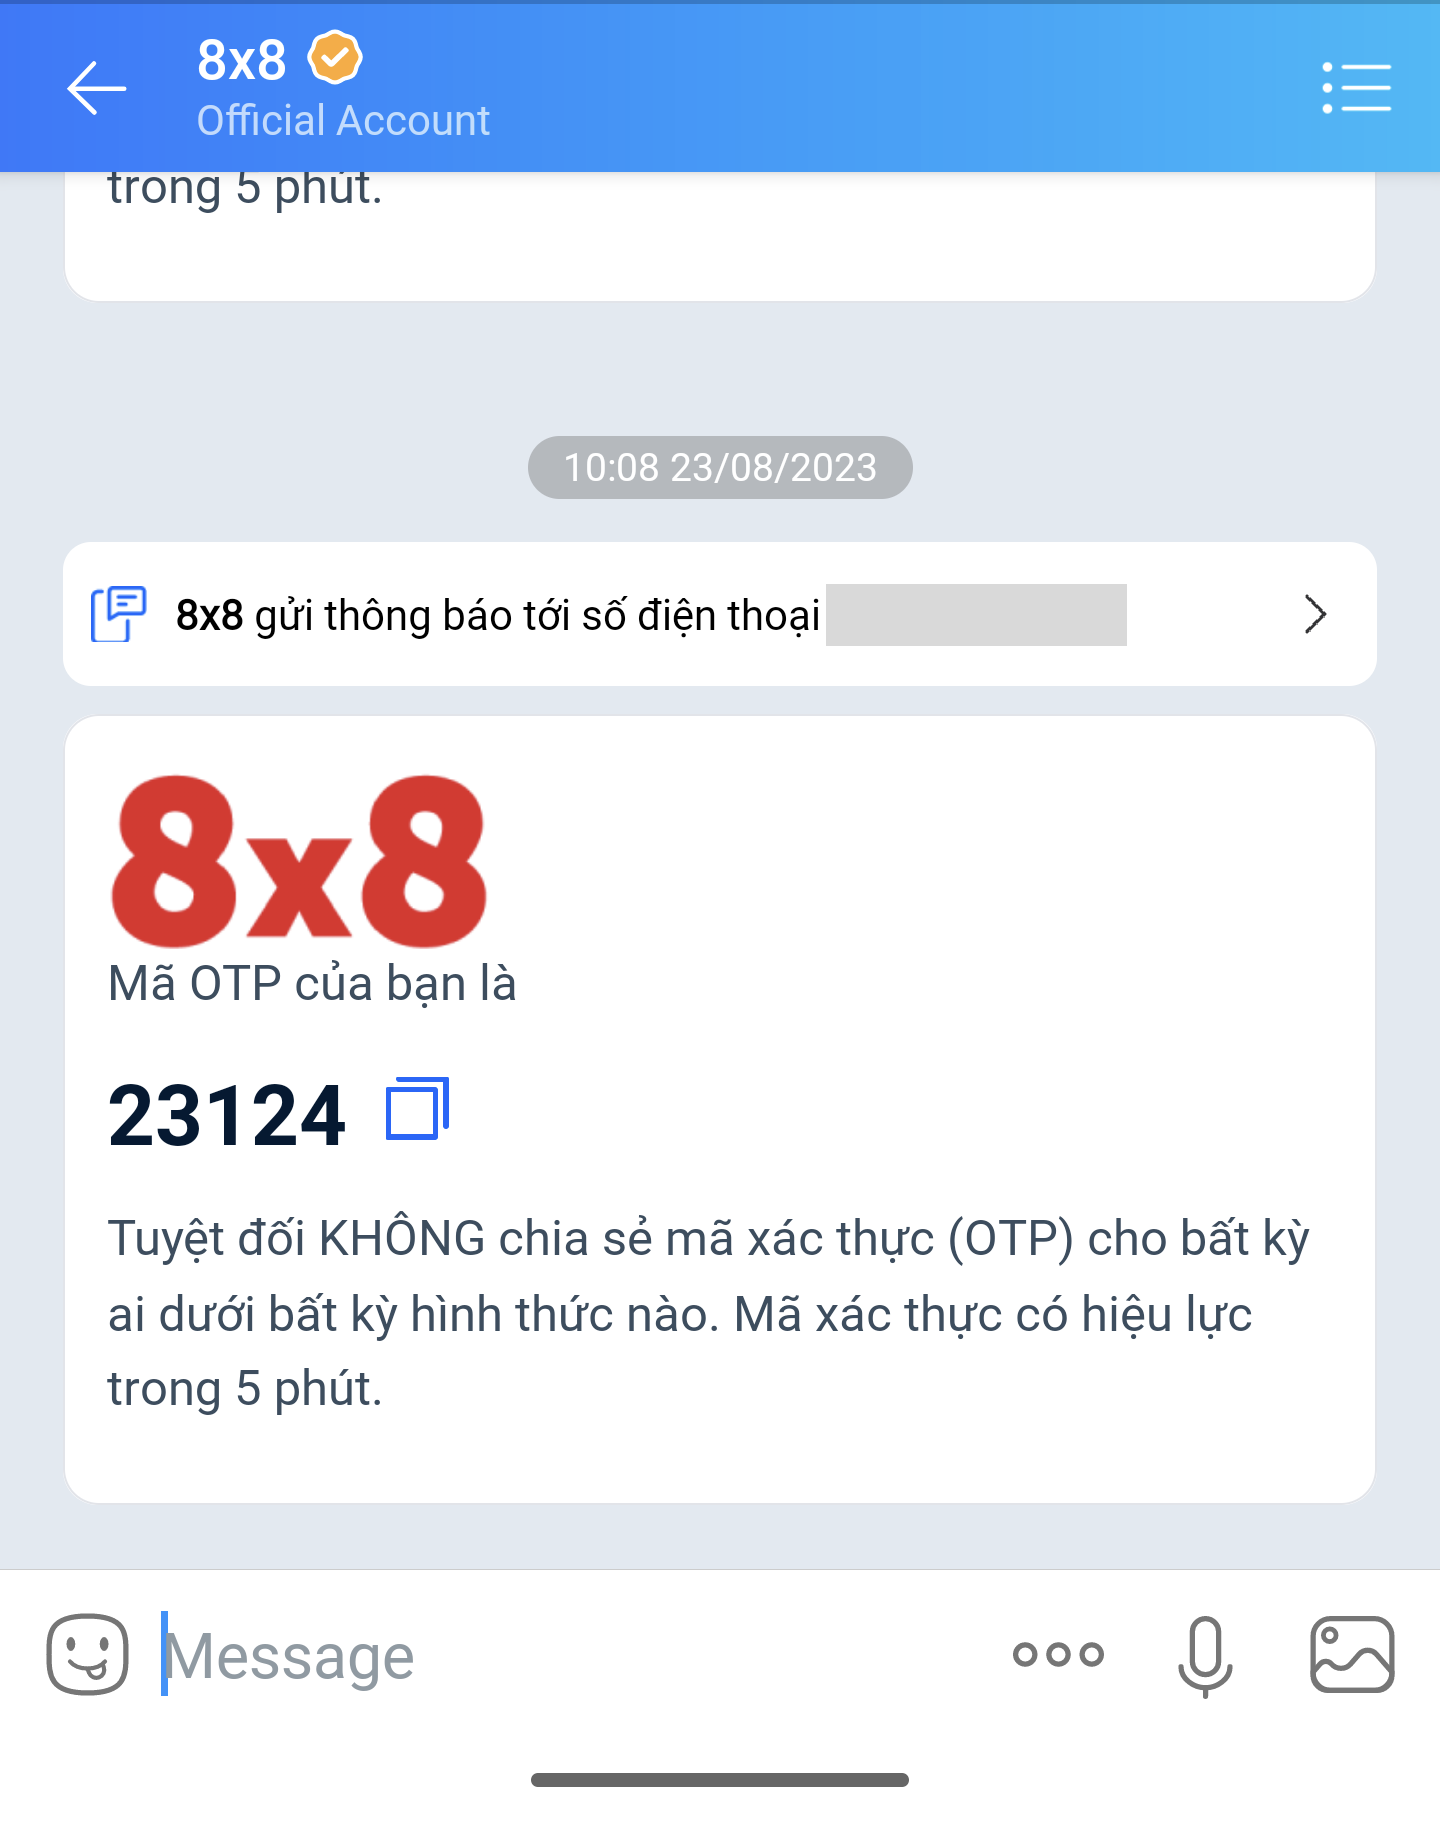 8x8
Official Account
trong 5 phút.
10:08 23/08/2023
8x8 gửi thông báo tới số điện thoại
8x8
Mã OTP của bạn là
23124
Tuyệt đối KHÔNG chia sẻ mã xác thực (OTP) cho bất kỳ
ai dưới bất kỳ hình thức nào. Mã xác thực có hiệu lực
trong 5 phút.
Message